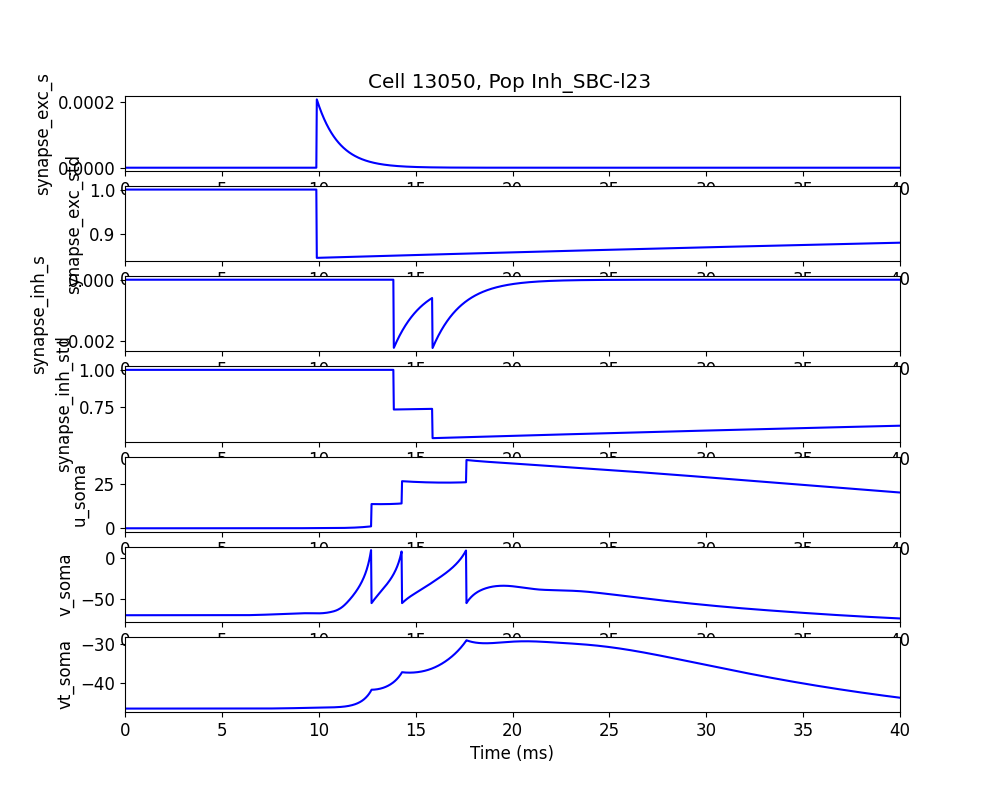 Cell 13050, Pop Inh_SBC-l23
synapse_exc_s
0.0002
0.0000
synapse_exc_std
1.0
0.9
synapse_inh_s
0.000
0.002
synapse_inh_std
1.00
0.75
u_soma
25
0
v_soma
0
−50
vt_soma
−30
−40
0 5 10 15 20 25 30 35 40
Time (ms)